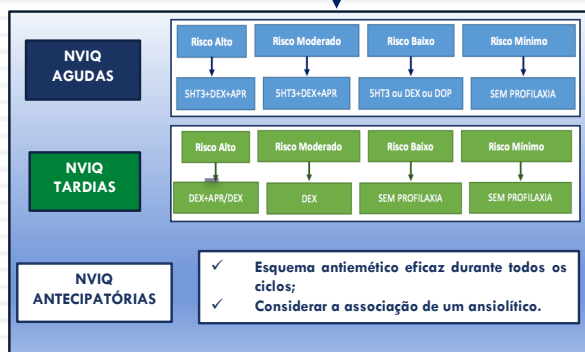 NVIQ
AGUDAS
Risco Alto
Risco Moderado
Risco Baixo
Risco Mínimo
5HT3+DEX+APR
5HT3+DEX+APR
5HT3 ou DEX ou DOP
SEM PROFILAXIA
NVIQ
TARDIAS
Risco Alto
Risco Moderado
Risco Baixo
Risco Mínimo
DEX+APR/DEX
DEX
SEM PROFILAXIA
SEM PROFILAXIA
NVIQ
ANTECIPATÓRIAS
✓ Esquema antiemético eficaz durante todos os
ciclos;
✓ Considerar a associação de um ansiolítico.